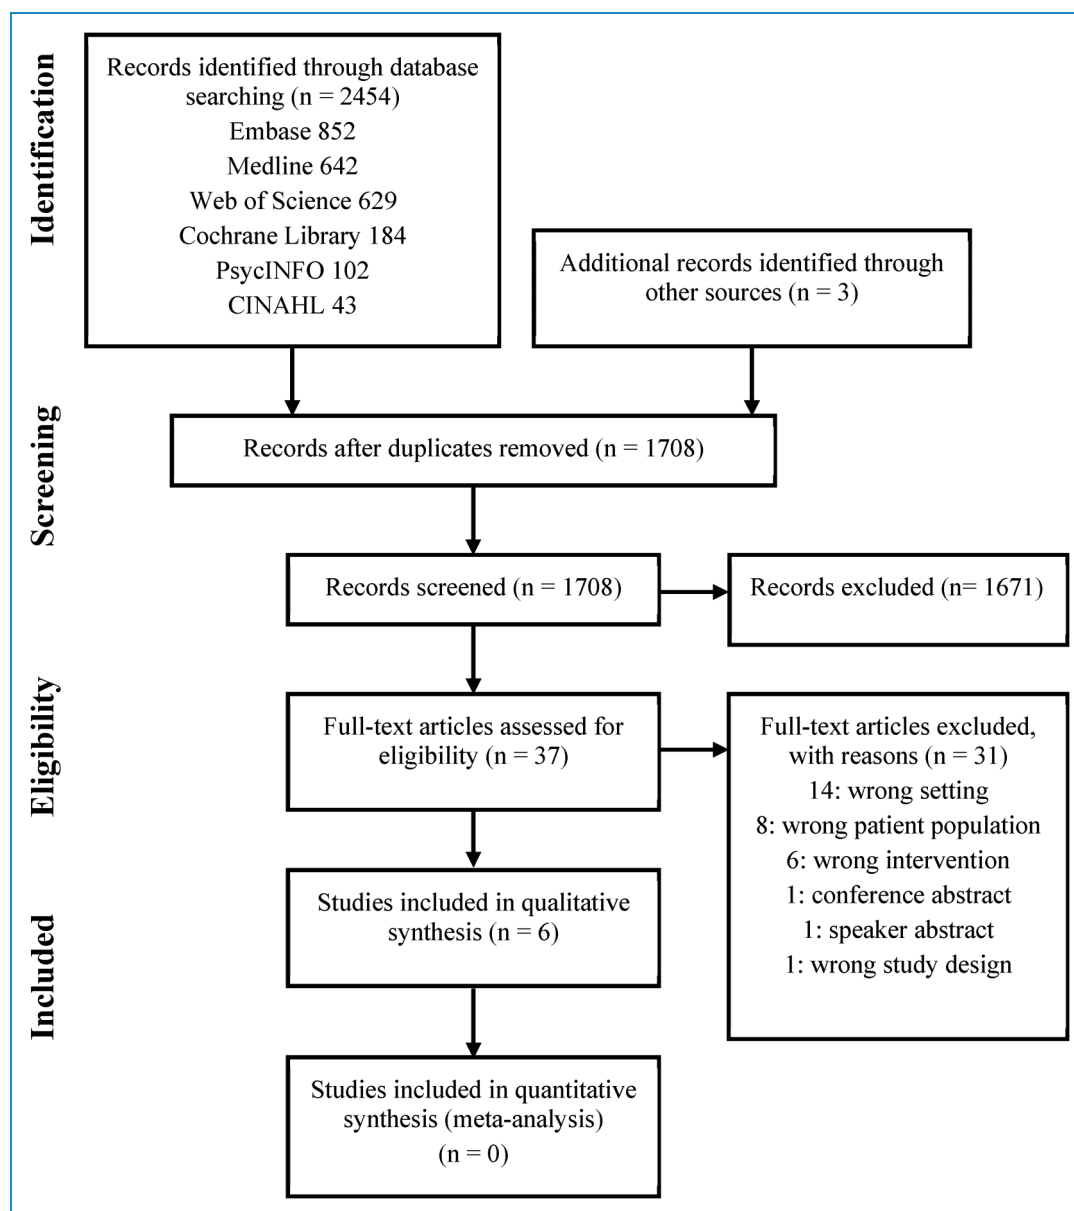 Identification
Records identified through database
searching (n = 2454)
Embase 852
Medline 642
Web of Science 629
Cochrane Library 184
PsycINFO 102
CINAHL 43
Additional records identified through
other sources (n = 3)
Screening
Records after duplicates removed (n = 1708)
Records screened (n = 1708)
Records excluded (n= 1671)
Eligibility
Full-text articles assessed for
eligibility (n = 37)
Full-text articles excluded,
with reasons (n = 31)
14: wrong setting
8: wrong patient population
6: wrong intervention
1: conference abstract
1: speaker abstract
1: wrong study design
Included
Studies included in qualitative
synthesis (n = 6)
Studies included in quantitative
synthesis (meta-analysis)
(n = 0)